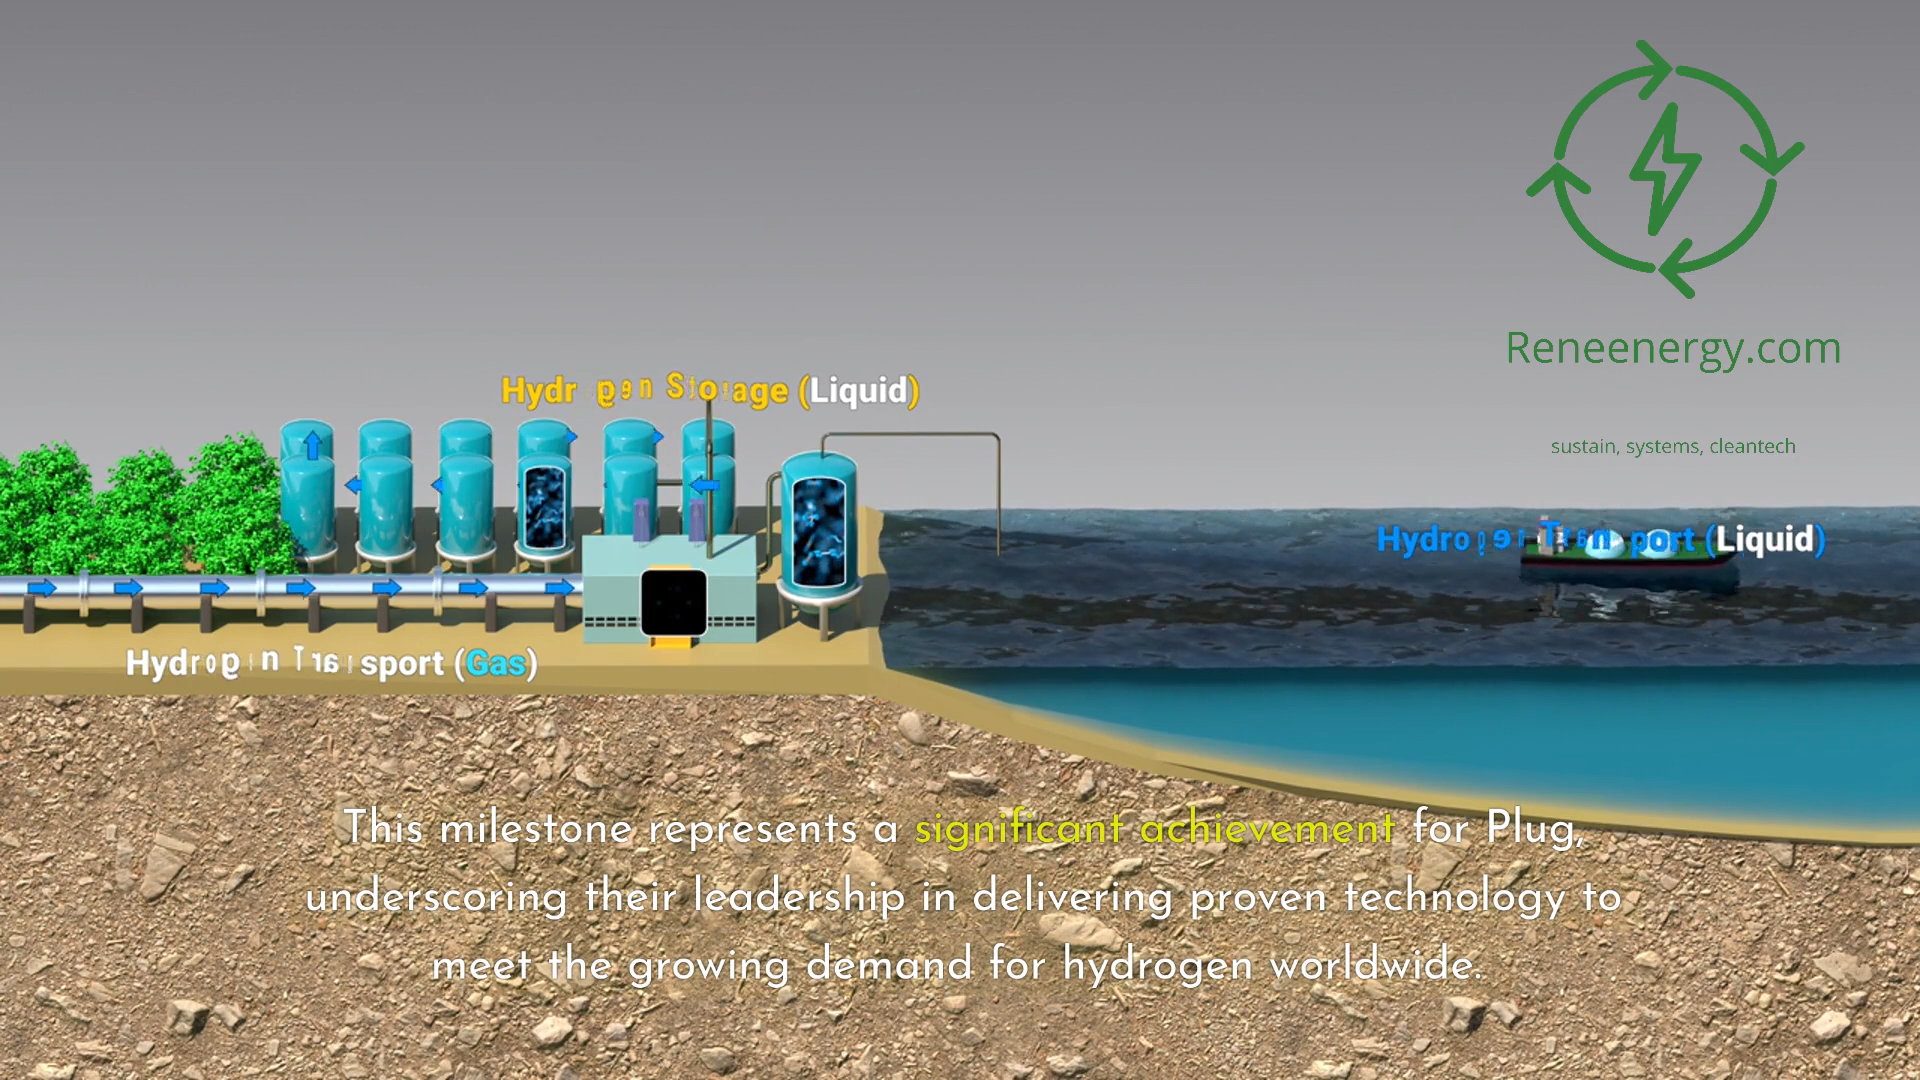 Reneenergy.com
sustain, systems, cleantech
Storage (Liquid)
(Liquid)
(Gas)
This milestone represents a significant achievement for Plug,
underscoring their leadership in delivering proven technology to
meet the growing demand for hydrogen worldwide.